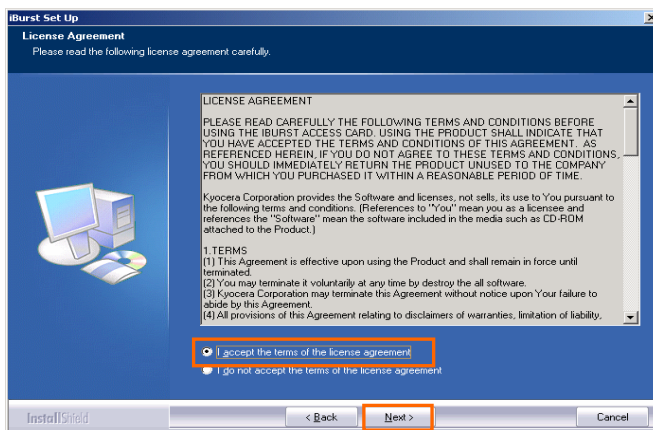 iBurst Set Up
License Agreement
Please read the following license agreement carefully.
LICENSE AGREEMENT
PLEASE READ CAREFULLY THE FOLLOWING TERMS AND CONDITIONS BEFORE
USING THE IBURST ACCESS CARD. USING THE PRODUCT SHALL INDICATE THAT
YOU HAVE ACCEPTED THE TERMS AND CONDITIONS OF THIS AGREEMENT. AS
REFERENCED HEREIN, IF YOU DO NOT AGREE TO THESE TERMS AND CONDITIONS,
YOU SHOULD IMMEDIATELY RETURN THE PRODUCT UNUSED TO THE COMPANY
FROM WHICH YOU PURCHASED IT WITHIN A REASONABLE PERIOD OF TIME.
Kyocera Corporation provides the Software and licenses, not sells, its use to You pursuant to
the following terms and conditions. (References to "You" mean you as a licensee and
references the "Software" mean the software included in the media such as CD-ROM
attached to the Product.)
1.TERMS
(1) This Agreement is effective upon using the Product and shall remain in force until
terminated.
(2) You may terminate it voluntarily at any time by destroy the all software.
(3) Kyocera Corporation may terminate this Agreement without notice upon Your failure to
abide by this Agreement.
(4) All provisions of this Agreement relating to disclaimers of warranties, limitation of liability,
I accept the terms of the license agreement
I do not accept the terms of the license agreement
InstallShield
< Back
Next >
Cancel